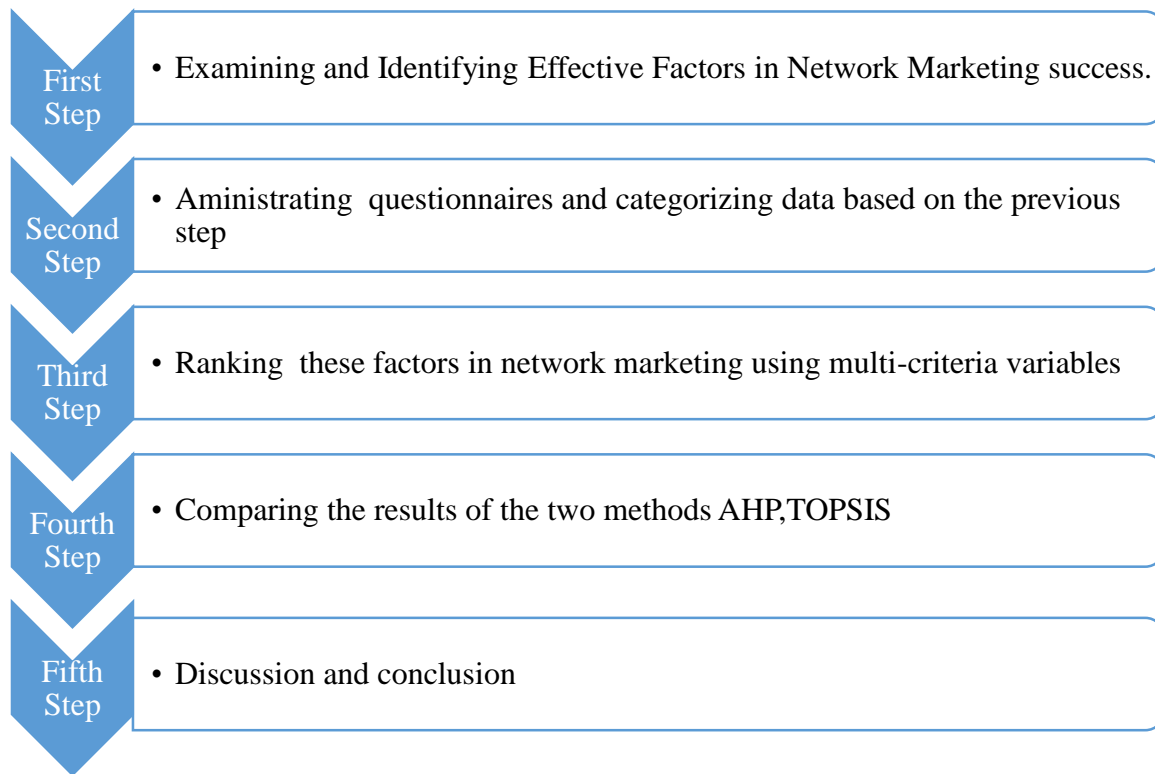 First
Step
• Examining and Identifying Effective Factors in Network Marketing success.
Second
Step
• Aministrating questionnaires and categorizing data based on the previous
step
Third
Step
• Ranking these factors in network marketing using multi-criteria variables
Fourth
Step
• Comparing the results of the two methods AHP,TOPSIS
Fifth
Step
• Discussion and conclusion